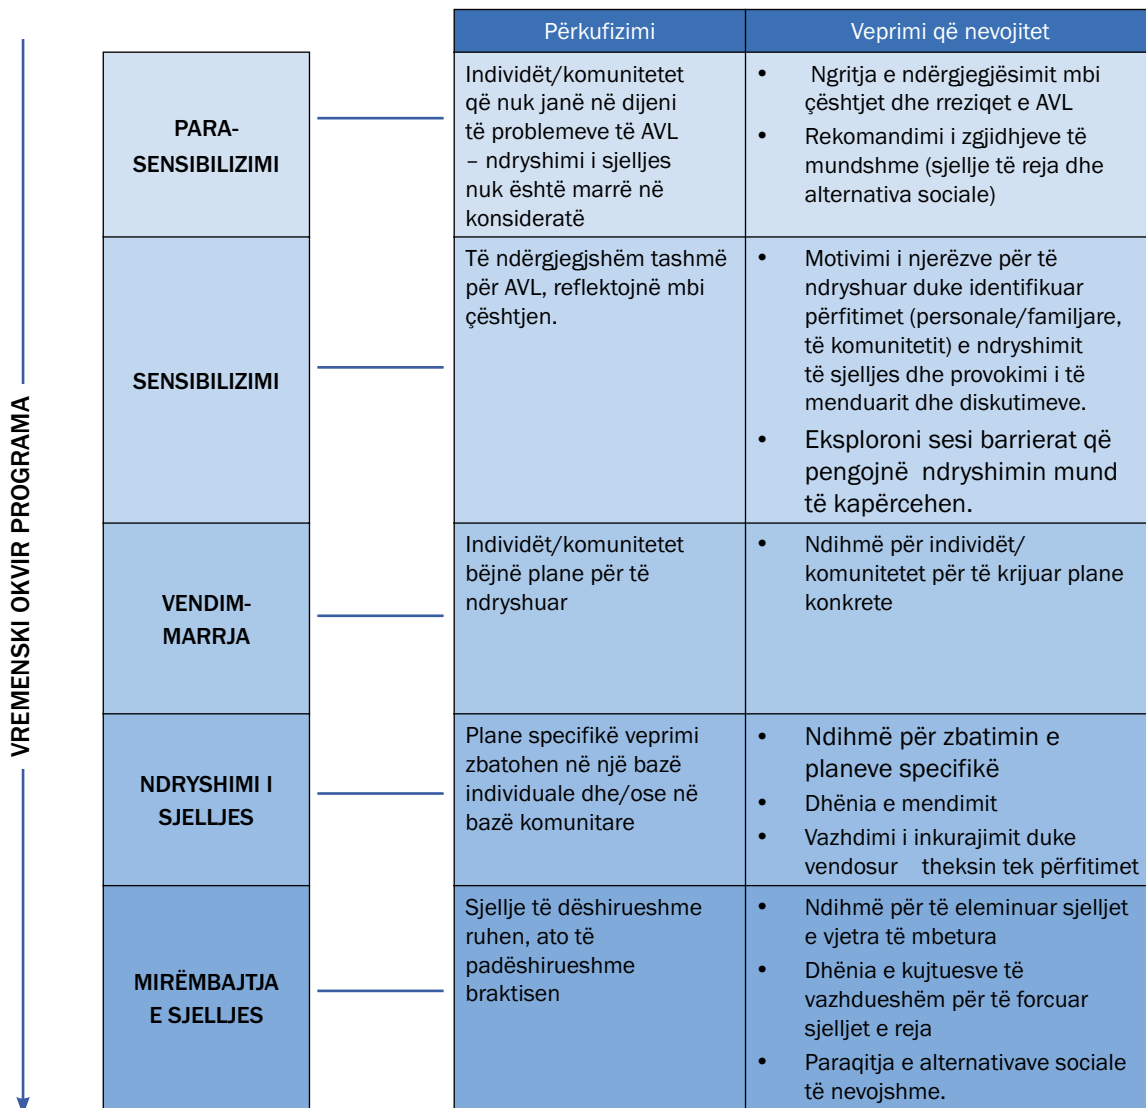 Përkufizimi
Veprimi që nevojitet
VREMENSKI OKVIR PROGRAMA
PARA-
SENSIBILIZIMI
Individët/komunitetet
që nuk janë në dijeni
të problemeve të AVL
– ndryshimi i sjelljes
nuk është marrë në
konsideratë
• Ngritja e ndërgjegjësimit mbi
çështjet dhe rreziqet e AVL
• Rekomandimi i zgjidhjeve të
mundshme (sjellje të reja dhe
alternativa sociale)
SENSIBILIZIMI
Të ndërgjegjshëm tashmë
për AVL, reflektojnë mbi
çështjen.
• Motivimi i njerëzve për të
ndryshuar duke identifikuar
përfitimet (personale/familjare,
të komunitetit) e ndryshimit
të sjelljes dhe provokimi i të
menduarit dhe diskutimeve.
• Eksploroni sesi barrierat që
pengojnë ndryshimin mund
të kapërcehen.
VENDIM-
MARRJA
Individët/komunitetet
bëjnë plane për të
ndryshuar
• Ndihmë për individët/
komunitetet për të krijuar plane
konkrete
NDRYSHIMI I
SJELLJES
Plane specifikë veprimi
zbatohen në një bazë
individuale dhe/ose në
bazë komunitare
• Ndihmë për zbatimin e
planeve specifikë
• Dhënia e mendimit
• Vazhdimi i inkurajimit duke
vendosur theksin tek përfitimet
MIRËMBAJTJA
E SJELLJES
Sjellje të dëshirueshme
ruhen, ato të
padëshirueshme
braktisen
• Ndihmë për të eleminuar sjelljet
e vjetra të mbetura
• Dhënia e kujtuesve të
vazhdueshëm për të forcuar
sjelljet e reja
• Paraqitja e alternativave sociale
të nevojshme.